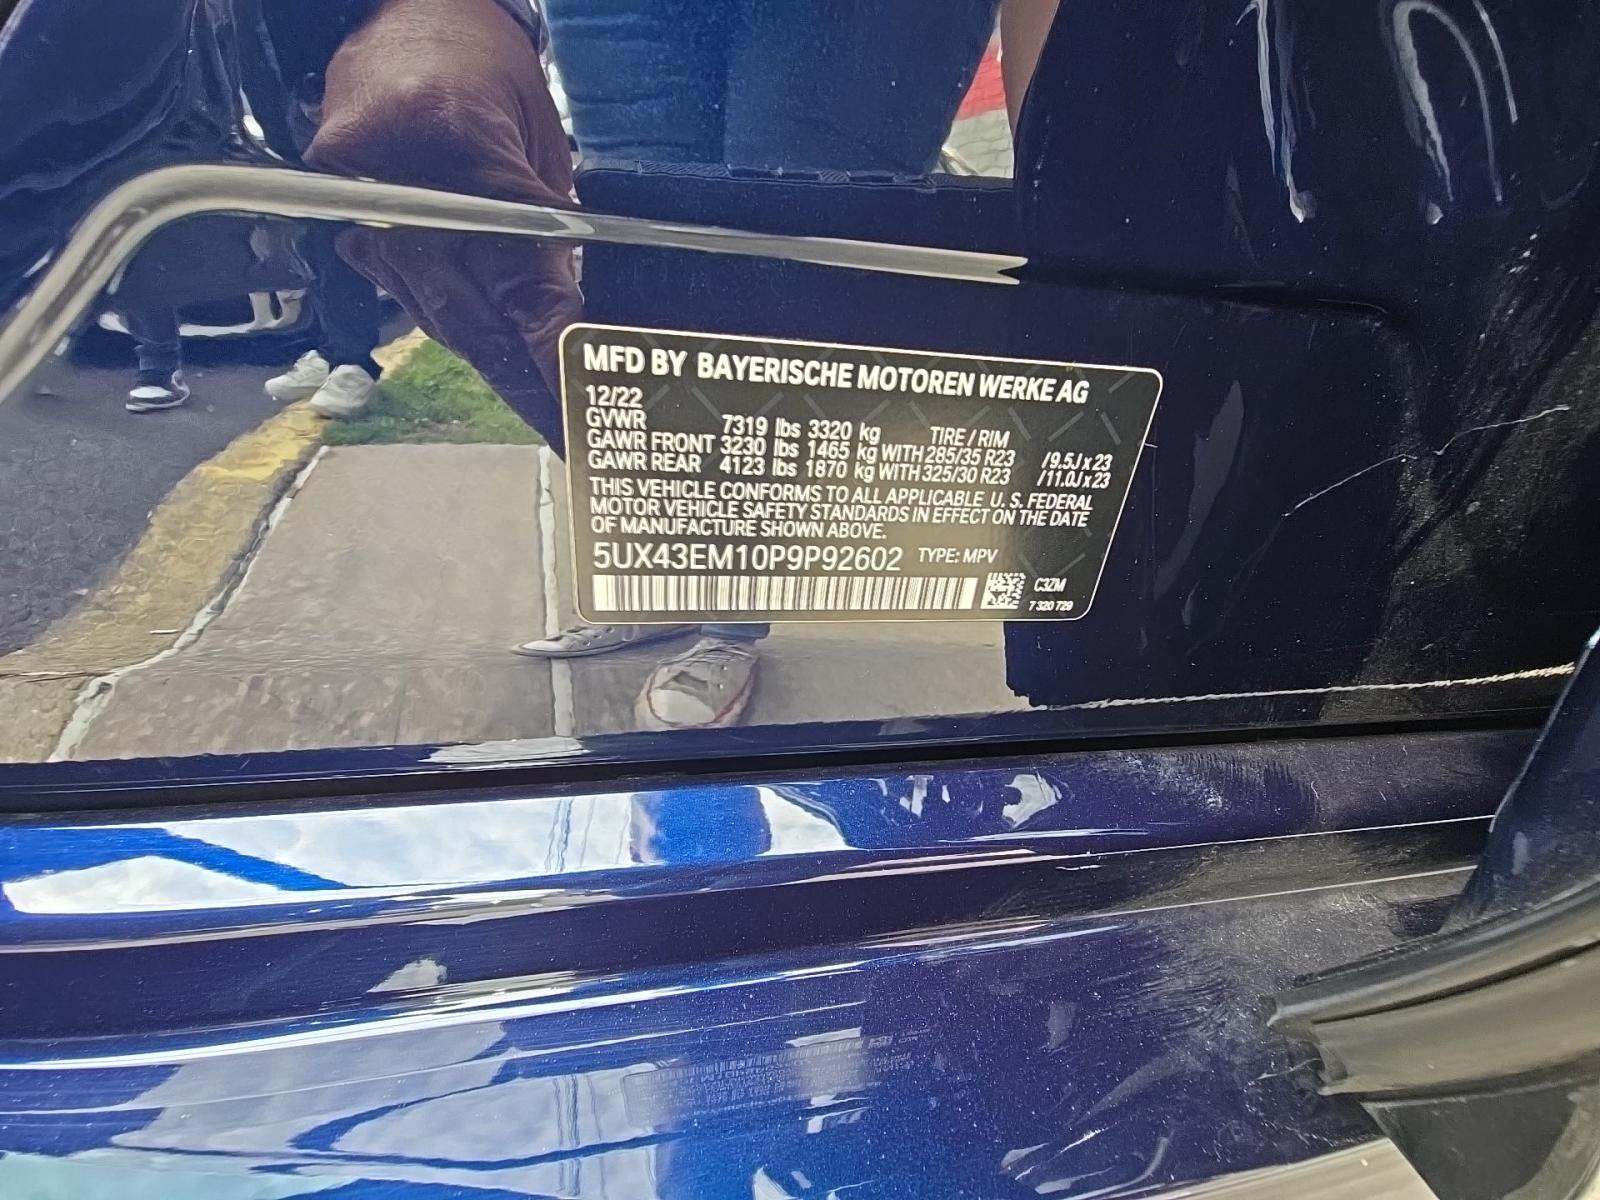 MFD BY BAYERISCHE MOTOREN WERKE AG
12/22
GVWR 7319 lbs 3320 kg TIRE / RIM
GAWR FRONT 3230 lbs 1465 kg WITH 285/35 R23 /9.5J x 23
GAWR REAR 4123 lbs 1870 kg WITH 325/30 R23 /11.0J x 23
THIS VEHICLE CONFORMS TO ALL APPLICABLE U. S. FEDERAL
MOTOR VEHICLE SAFETY STANDARDS IN EFFECT ON THE DATE
OF MANUFACTURE SHOWN ABOVE.
5UX43EM10P9P92602 TYPE: MPV
C3ZM
7 320 729